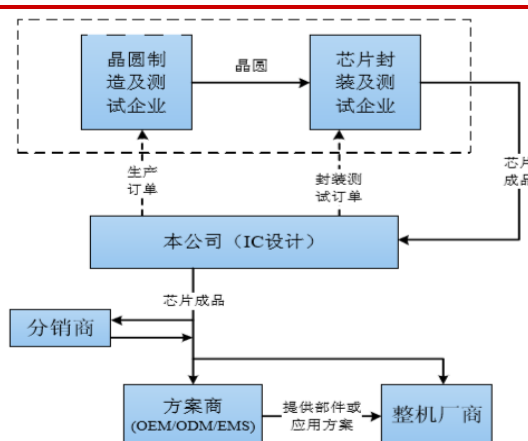 晶圆制
造及测
试企业
晶圆
芯片封
装及测
试企业
生产
订单
封装测
试订单
芯片
成品
本公司（IC设计）
芯片成品
分销商
方案商
(OEM/ODM/EMS)
提供部件或
应用方案
整机厂商